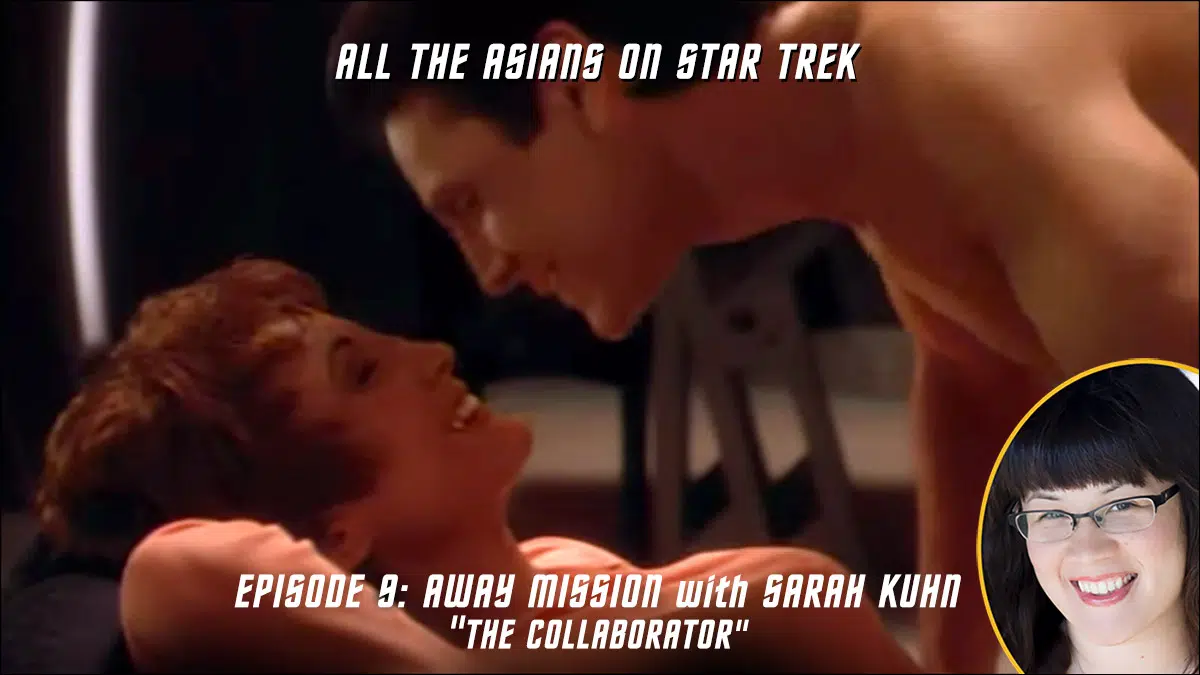 ALL THE ASIANS ON STAR TREK
EPISODE 9: AWAY MISSION with SARAH KUHN
"THE COLLABORATOR"